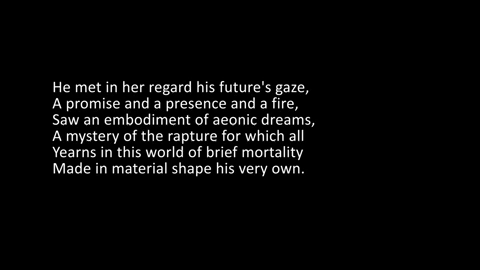 He met in her regard his future's gaze,
A promise and a presence and a fire,
Saw an embodiment of aeonic dreams,
A mystery of the rapture for which all
Yearns in this world of brief mortality
Made in material shape his very own.